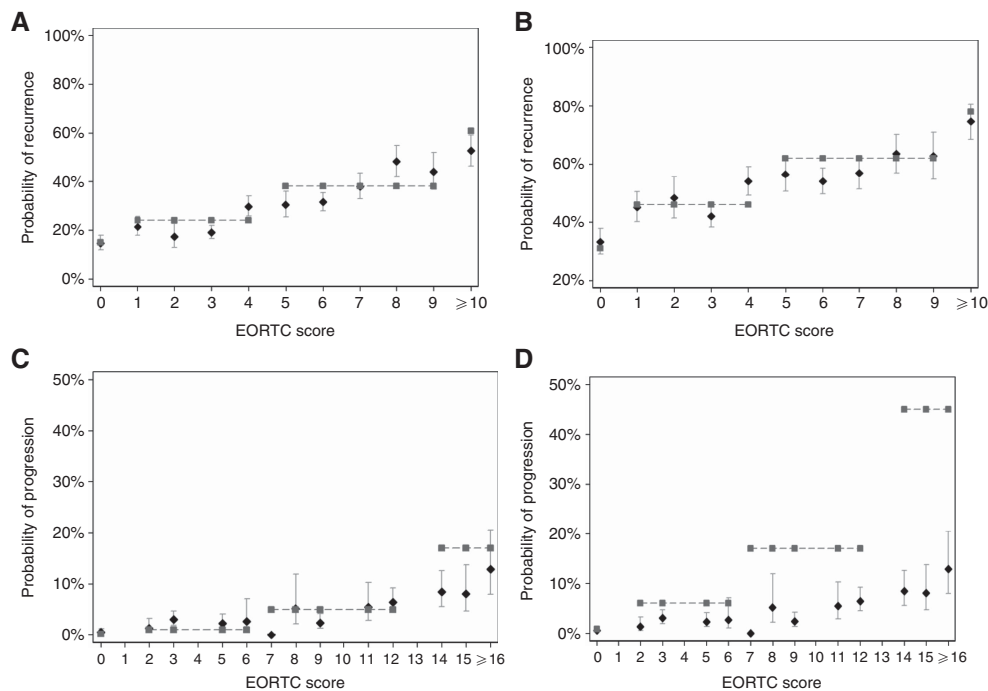 A
100%
80%
60%
40%
20%
0%
Probability of recurrence
0 1 2 3 4 5 6 7 8 9 ⩾10
EORTC score
B
100%
80%
60%
40%
20%
Probability of recurrence
0 1 2 3 4 5 6 7 8 9 ⩾10
EORTC score
C
50%
40%
30%
20%
10%
0%
Probability of progression
0 1 2 3 4 5 6 7 8 9 10 11 12 13 14 15 ⩾16
EORTC score
D
50%
40%
30%
20%
10%
0%
Probability of progression
0 1 2 3 4 5 6 7 8 9 10 11 12 13 14 15 ⩾16
EORTC score